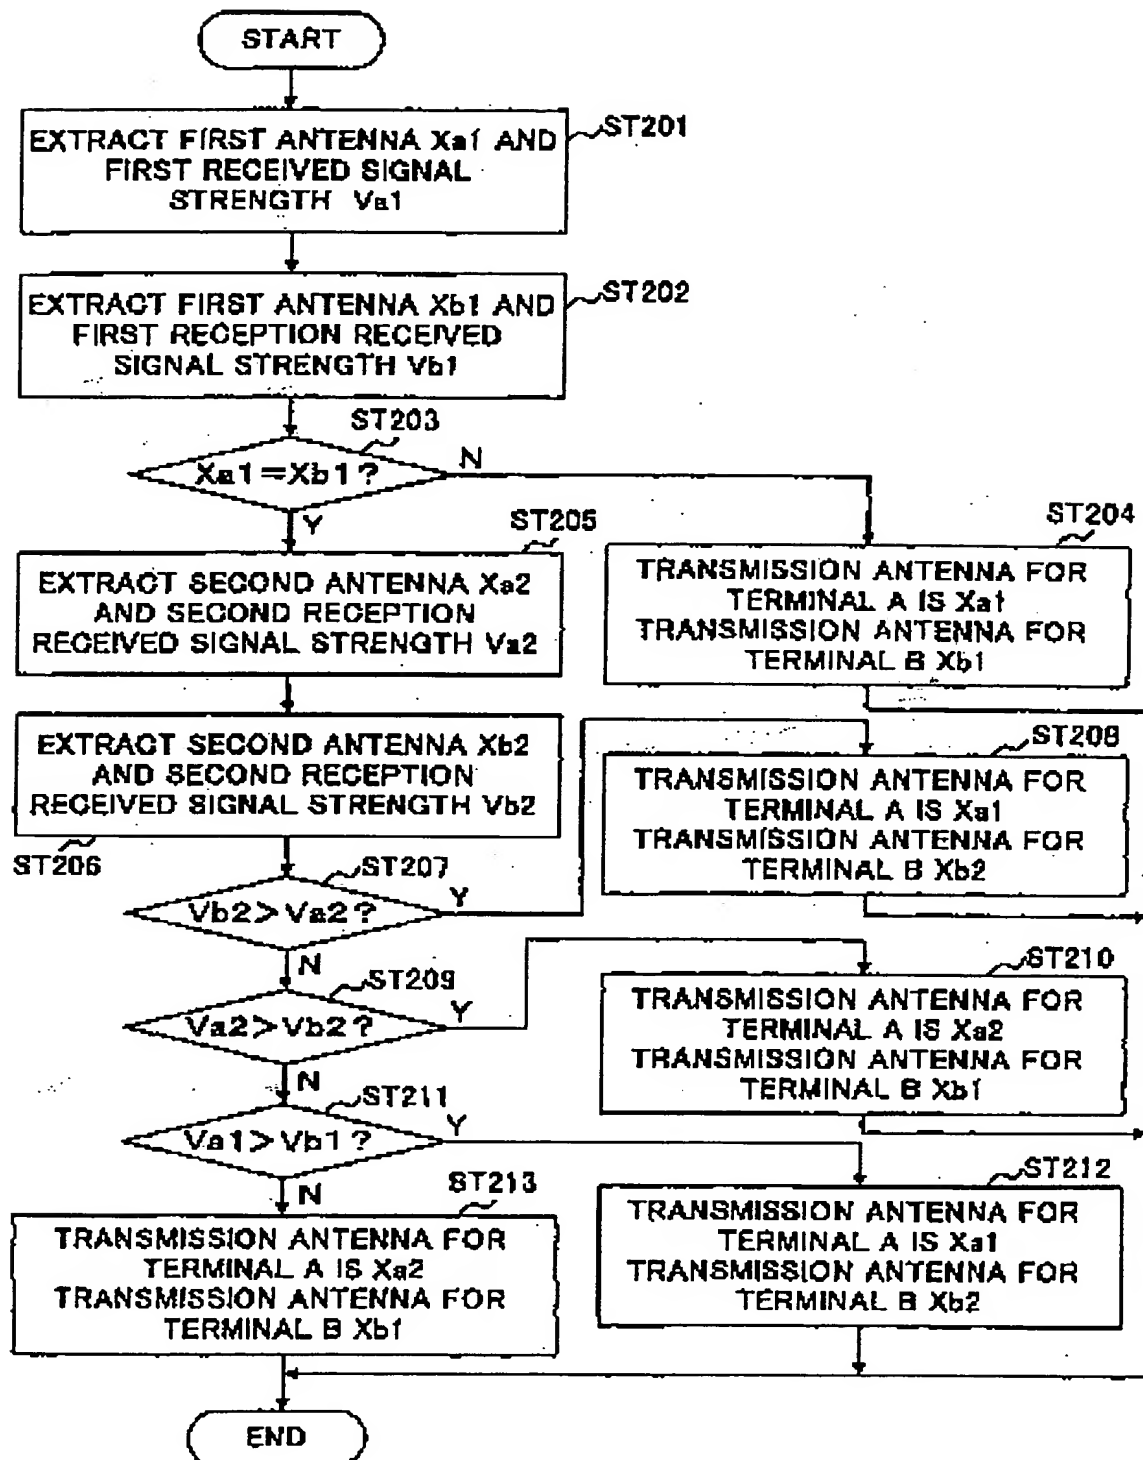 START
ST201
EXTRACT FIRST ANTENNA Xa1 AND
FIRST RECEIVED SIGNAL
STRENGTH Va1
ST202
EXTRACT FIRST ANTENNA Xb1 AND
FIRST RECEPTION RECEIVED
SIGNAL STRENGTH Vb1
ST203
Xa1=Xb1?
N
Y
ST204
TRANSMISSION ANTENNA FOR
TERMINAL A IS Xa1
TRANSMISSION ANTENNA FOR
TERMINAL B Xb1
ST205
EXTRACT SECOND ANTENNA Xa2
AND SECOND RECEPTION
RECEIVED SIGNAL STRENGTH Va2
EXTRACT SECOND ANTENNA Xb2
AND SECOND RECEPTION
RECEIVED SIGNAL STRENGTH Vb2
ST206
ST207
Vb2>Va2?
Y
N
ST208
TRANSMISSION ANTENNA FOR
TERMINAL A IS Xa1
TRANSMISSION ANTENNA FOR
TERMINAL B Xb2
ST209
Va2>Vb2?
Y
N
ST210
TRANSMISSION ANTENNA FOR
TERMINAL A IS Xa2
TRANSMISSION ANTENNA FOR
TERMINAL B Xb1
ST211
Va1>Vb1?
Y
N
ST212
TRANSMISSION ANTENNA FOR
TERMINAL A IS Xa1
TRANSMISSION ANTENNA FOR
TERMINAL B Xb2
ST213
TRANSMISSION ANTENNA FOR
TERMINAL A IS Xa2
TRANSMISSION ANTENNA FOR
TERMINAL B Xb1
END